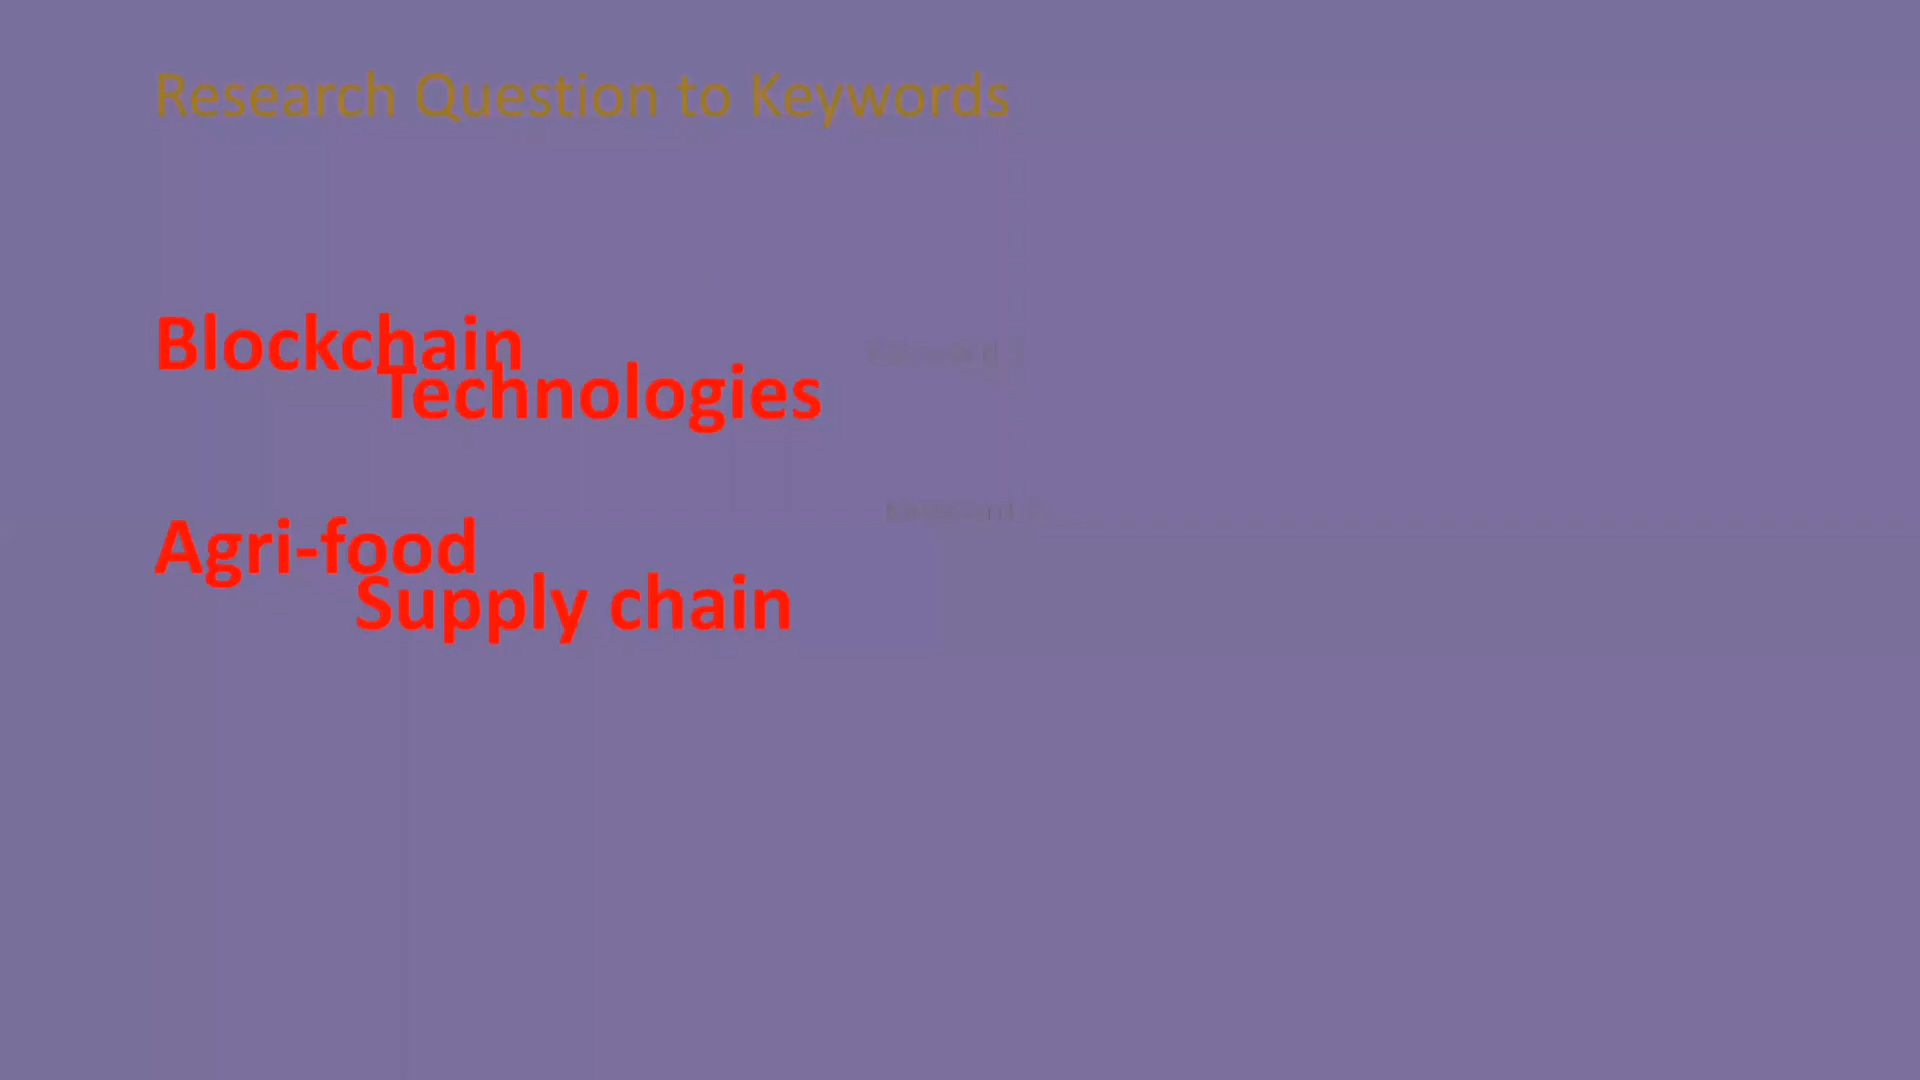 Research Question to Keywords
Blockchain
Technologies
Agri-food
Supply chain